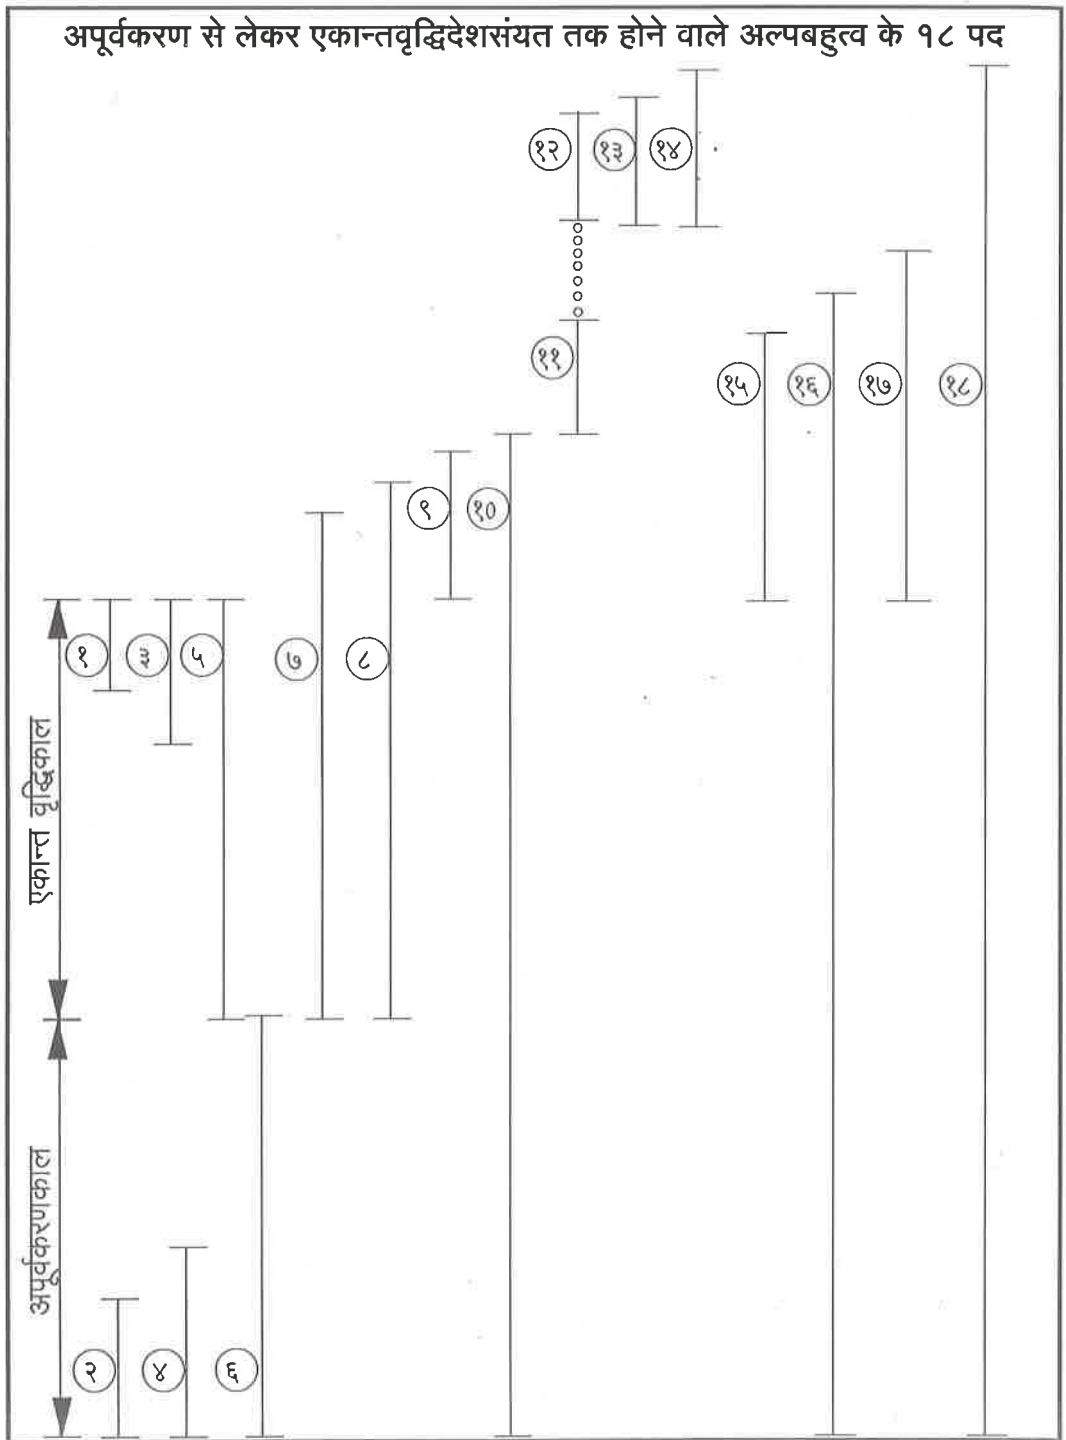 अपूर्वकरण से लेकर एकान्तवृद्धिदेशसंयत तक होने वाले अल्पबहुत्व के १८ पद
१२ १३ १४
११
१५ १६ १७ १८
९ १०
१ ३ ५ ७ ८
एकान्त वृद्धिकाल
अपूर्वकरणकाल
२ ४ ६